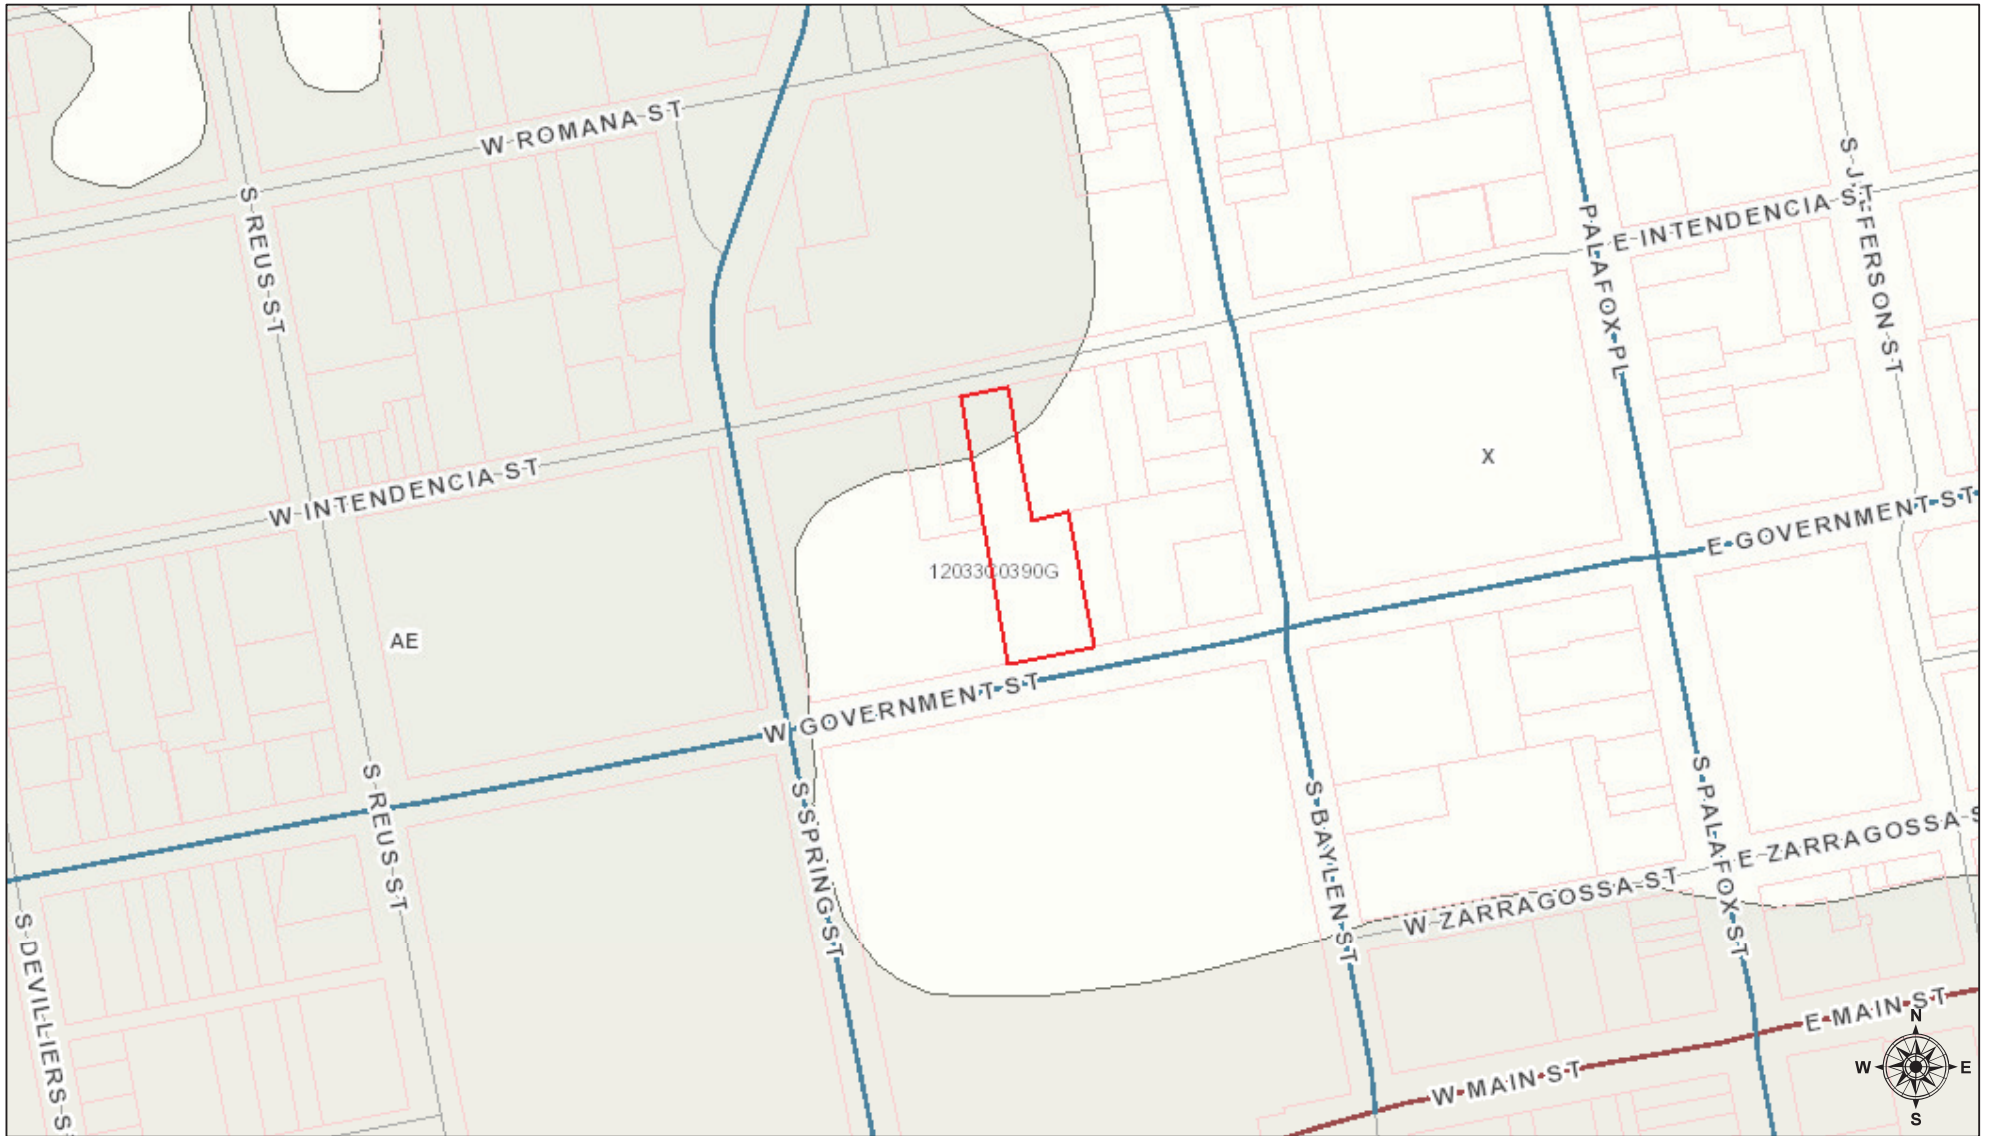 W ROMANA ST
S REUS ST
PALAFOX PL
E INTENDENCIA ST
S JEFFERSON ST
W INTENDENCIA ST
X
E GOVERNMENT ST
12033C0390G
AE
W GOVERNMENT ST
S REUS ST
S SPRING ST
S BAYLEN ST
S PALAFOX ST
E ZARRAGOSSA S
W ZARRAGOSSA ST
S DEVILLIERS S
E MAIN ST
W MAIN ST
N
W E
S